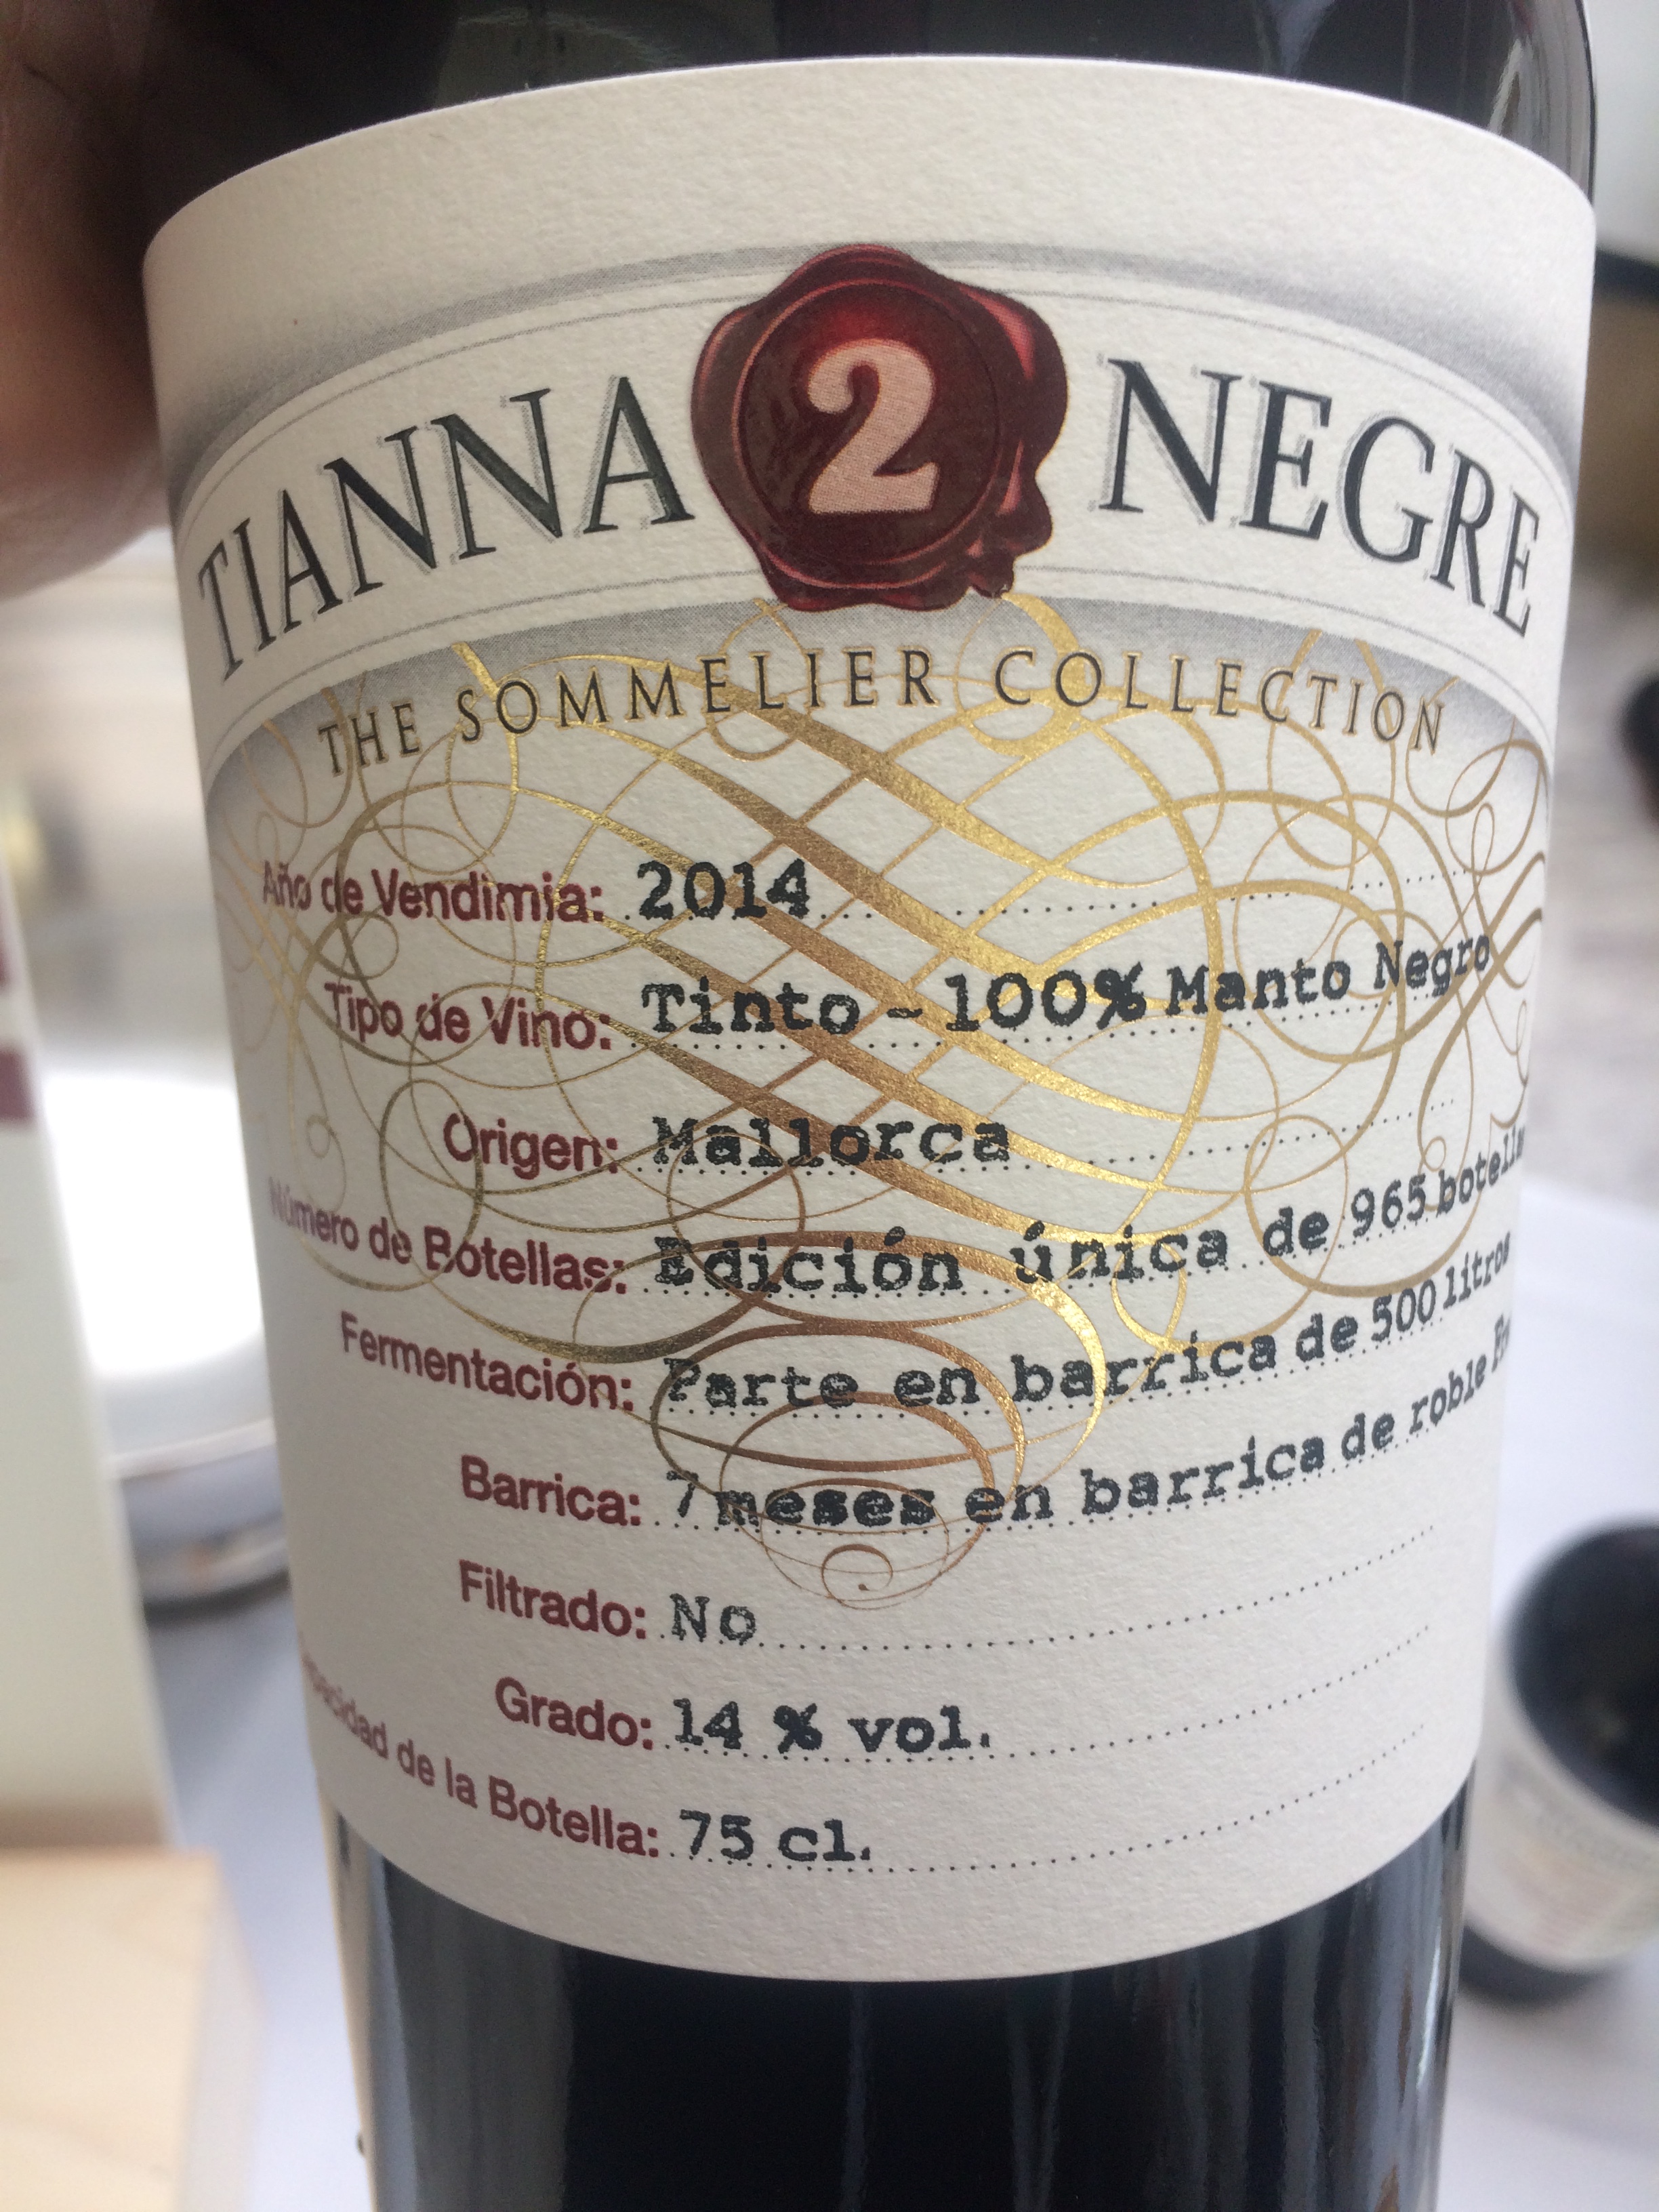 TIANNA 2 NEGRE
THE SOMMELIER COLLECTION
Año de Vendimia: 2014
Tipo de Vino: Tinto - 100% Manto Negro
Origen: Mallorca
Número de Botellas: Edición única de 965 botellas
Fermentación: Parte en barrica de 500 litros
Barrica: 7 meses en barrica de roble
Filtrado: No
Grado: 14 % vol.
de la Botella: 75 cl.